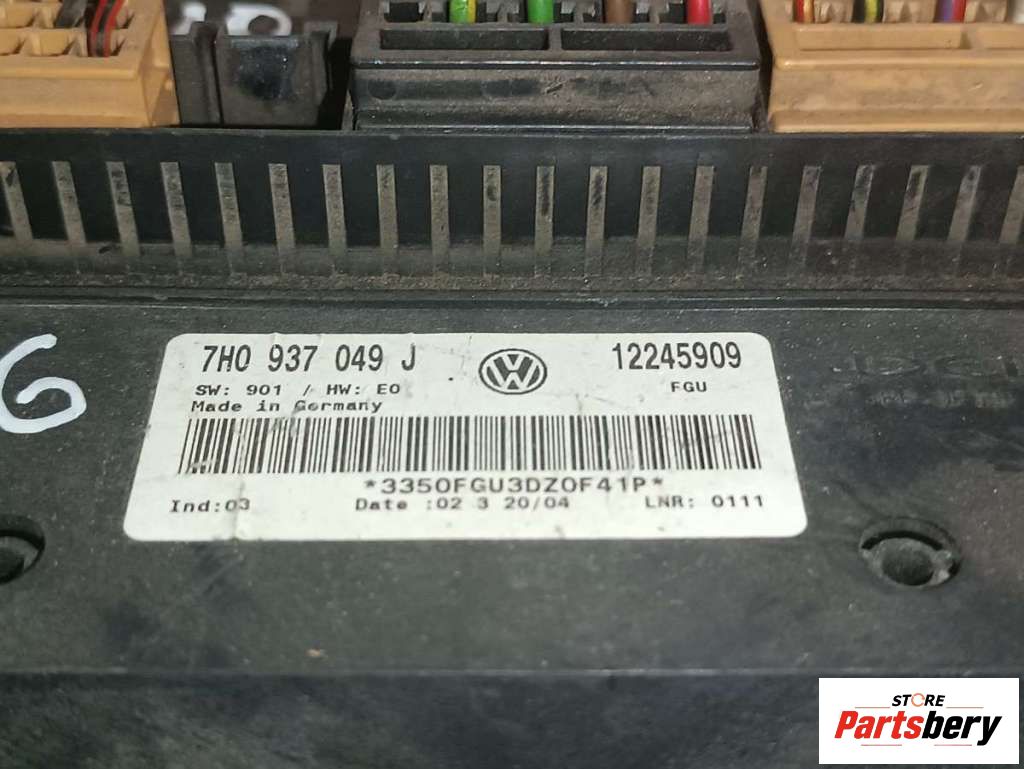 6
7H0 937 049 J
VW
12245909
SW: 901 / HW: E0
FGU
Made in Germany
*3350FGU3DZ0F41P*
Ind:03
Date :02 3 20/04
LNR: 0111
STORE
Partsbery